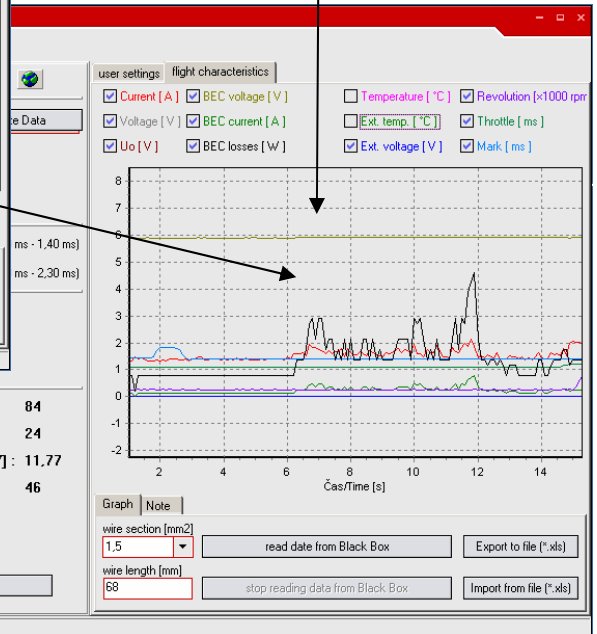 user settings flight characteristics
Current [ A ] BEC voltage [ V ] Temperature [ °C ] Revolution [×1000 rpm
e Data Voltage [ V ] BEC current [ A ] Ext. temp. [ °C ] Throttle [ ms ]
Uo [ V ] BEC losses [ W ] Ext. voltage [ V ] Mark [ ms ]
8
7
6
ms - 1,40 ms)
5
ms - 2,30 ms)
4
3
2
1
0
84
-1
24
-2
] : 11,77
2 4 6 8 10 12 14
46
Čas/Time [s]
Graph Note
wire section [mm2]
1,5 read date from Black Box Export to file (*.xls)
wire length [mm]
68 stop reading data from Black Box Import from file (*.xls)